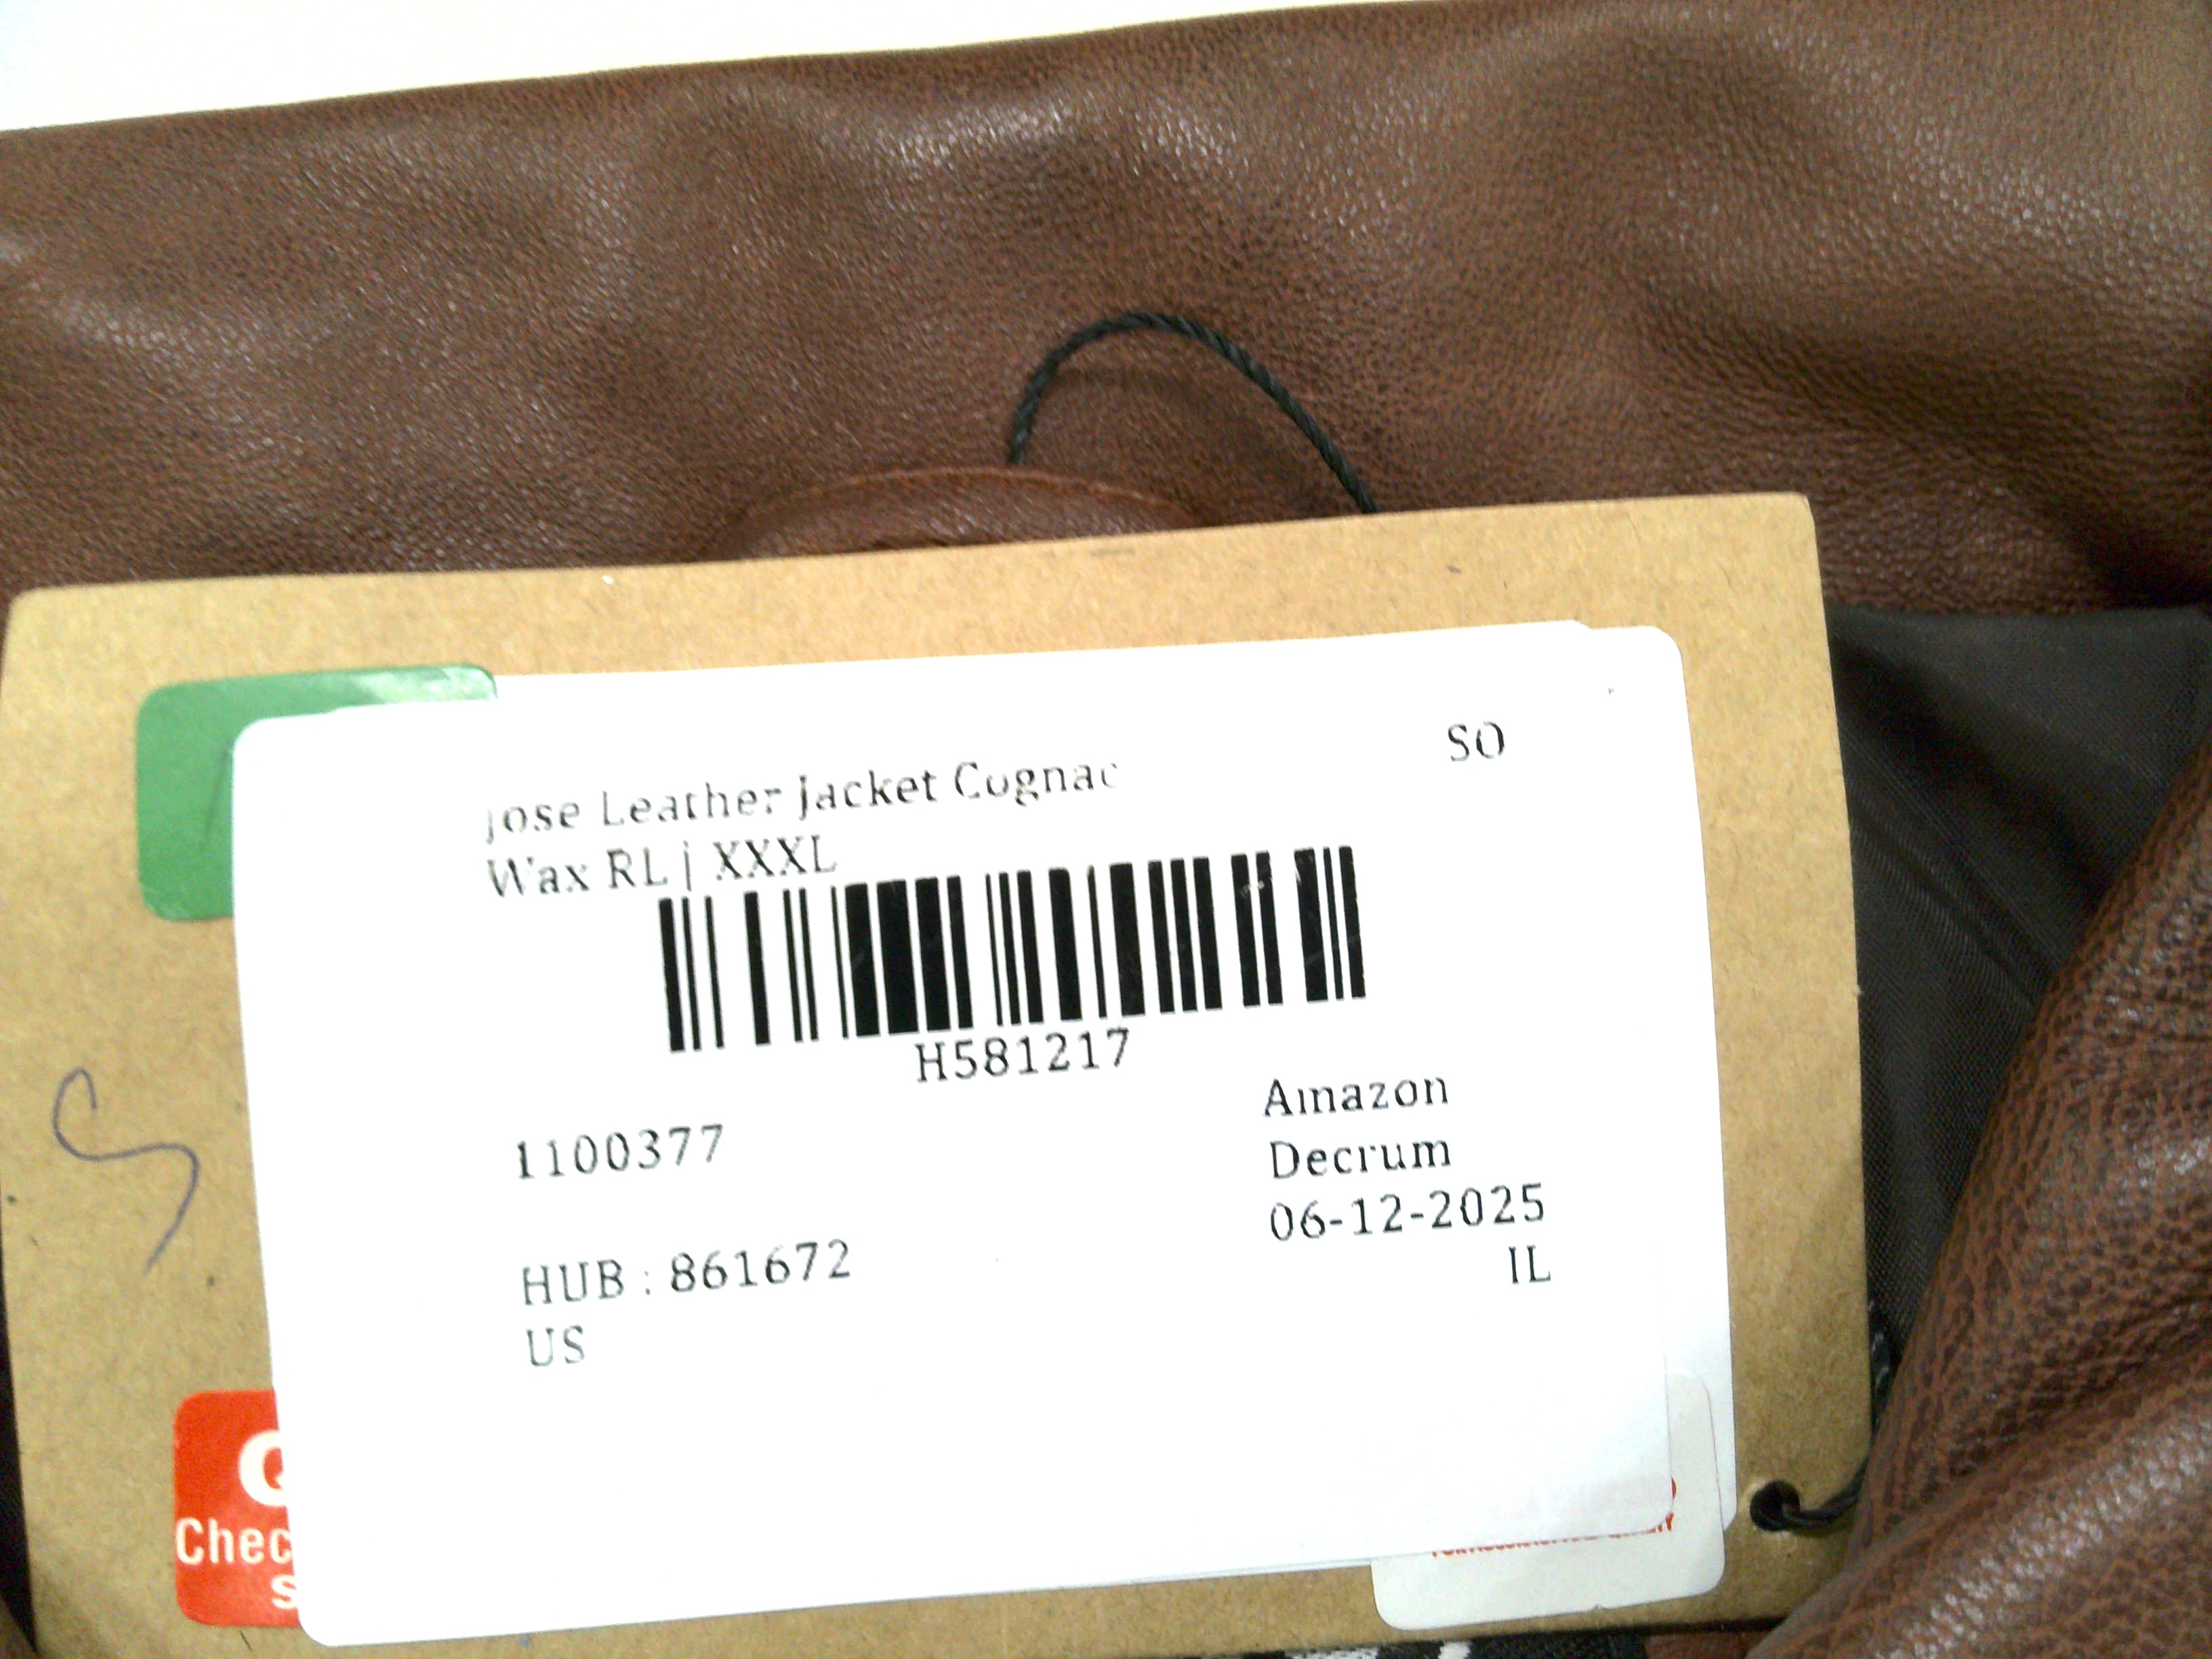 SO
Jose Leather Jacket Cognac
Wax RL | XXXL
H581217
Amazon
1100377
Decrum
06-12-2025
IL
HUB : 861672
US
Q
Chec
S